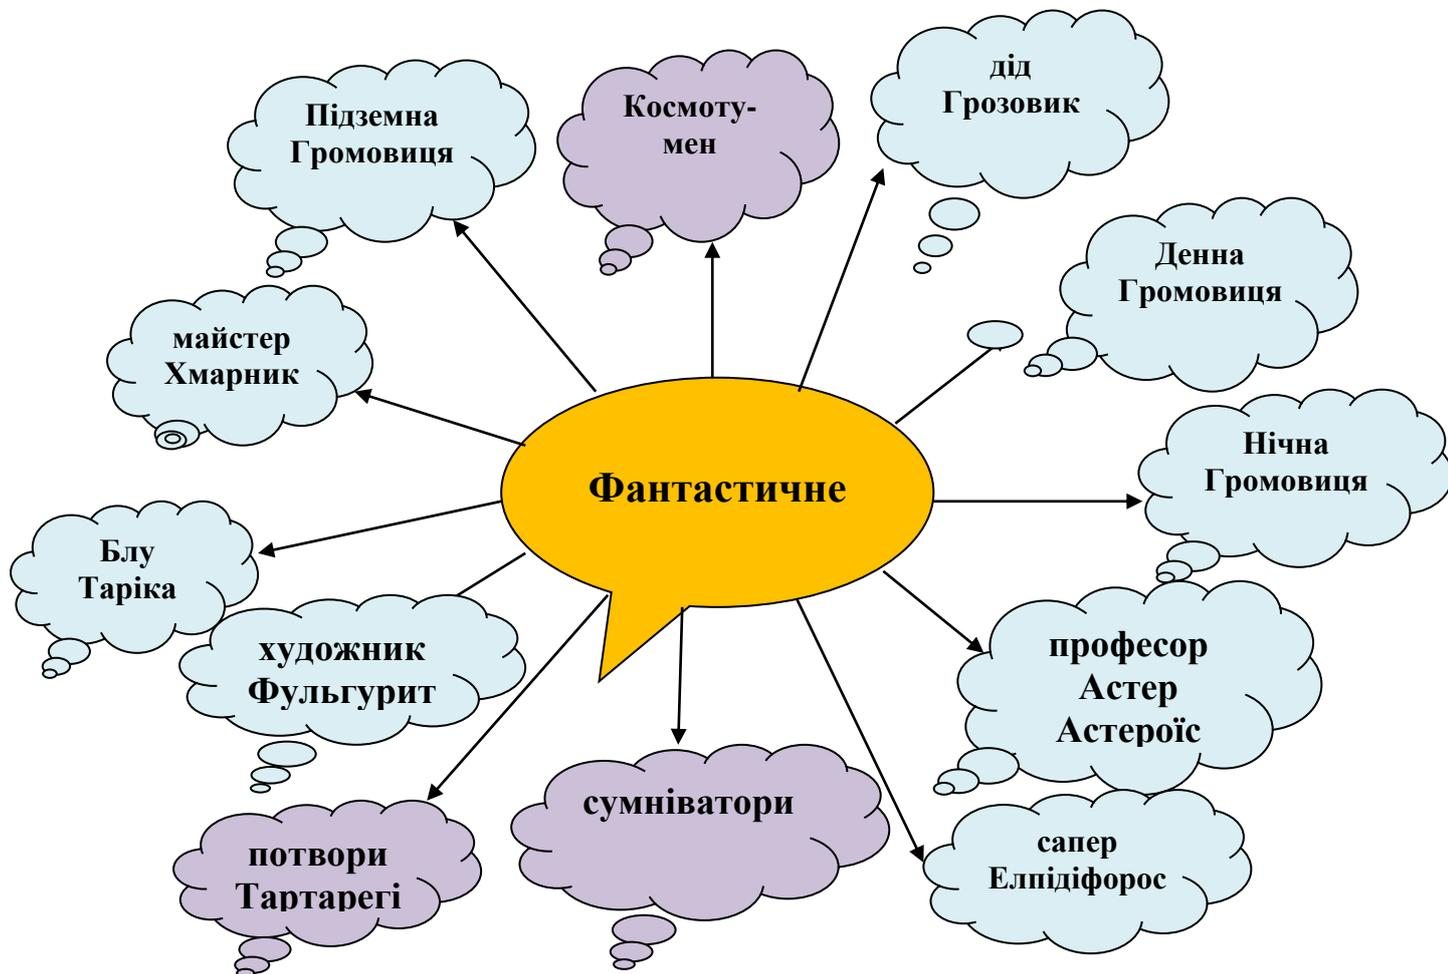 Підземна
Громовиця
Космоту-
мен
дід
Грозовик
Денна
Громовиця
майстер
Хмарник
Нічна
Громовиця
Фантастичне
Блу
Таріка
художник
Фульгурит
професор
Астер
Астероїс
сумніватори
потвори
Тартарегі
сапер
Елпідіфорос